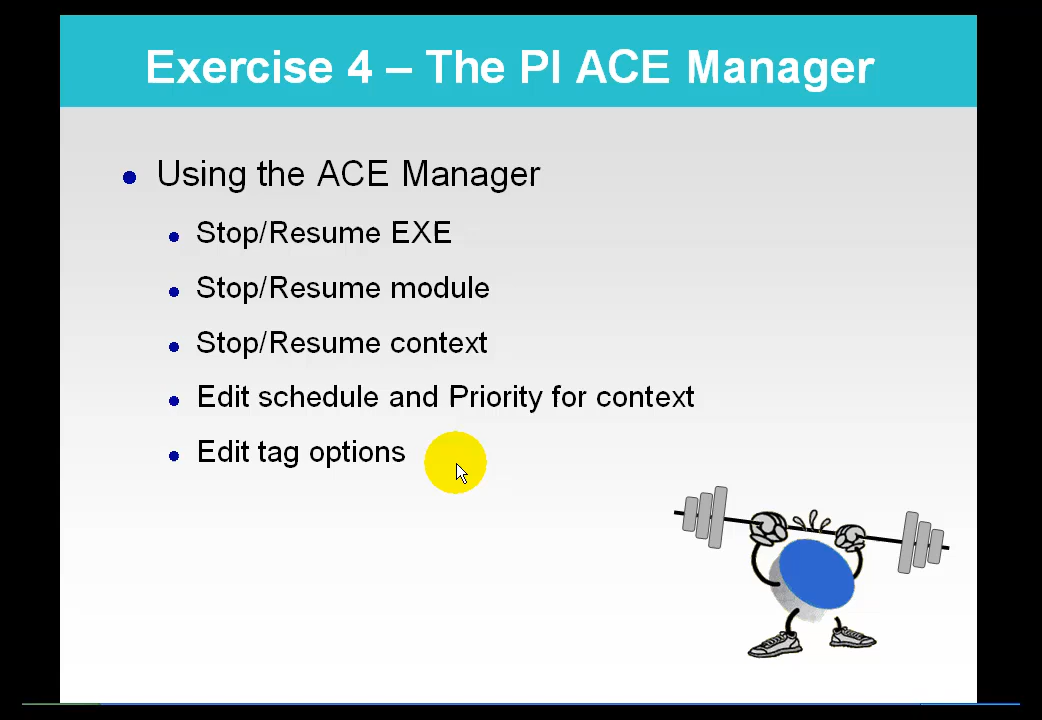 Exercise 4 – The PI ACE Manager
Using the ACE Manager
Stop/Resume EXE
Stop/Resume module
Stop/Resume context
Edit schedule and Priority for context
Edit tag options